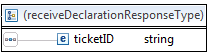 (receiveDeclarationResponseType)
e ticketID string